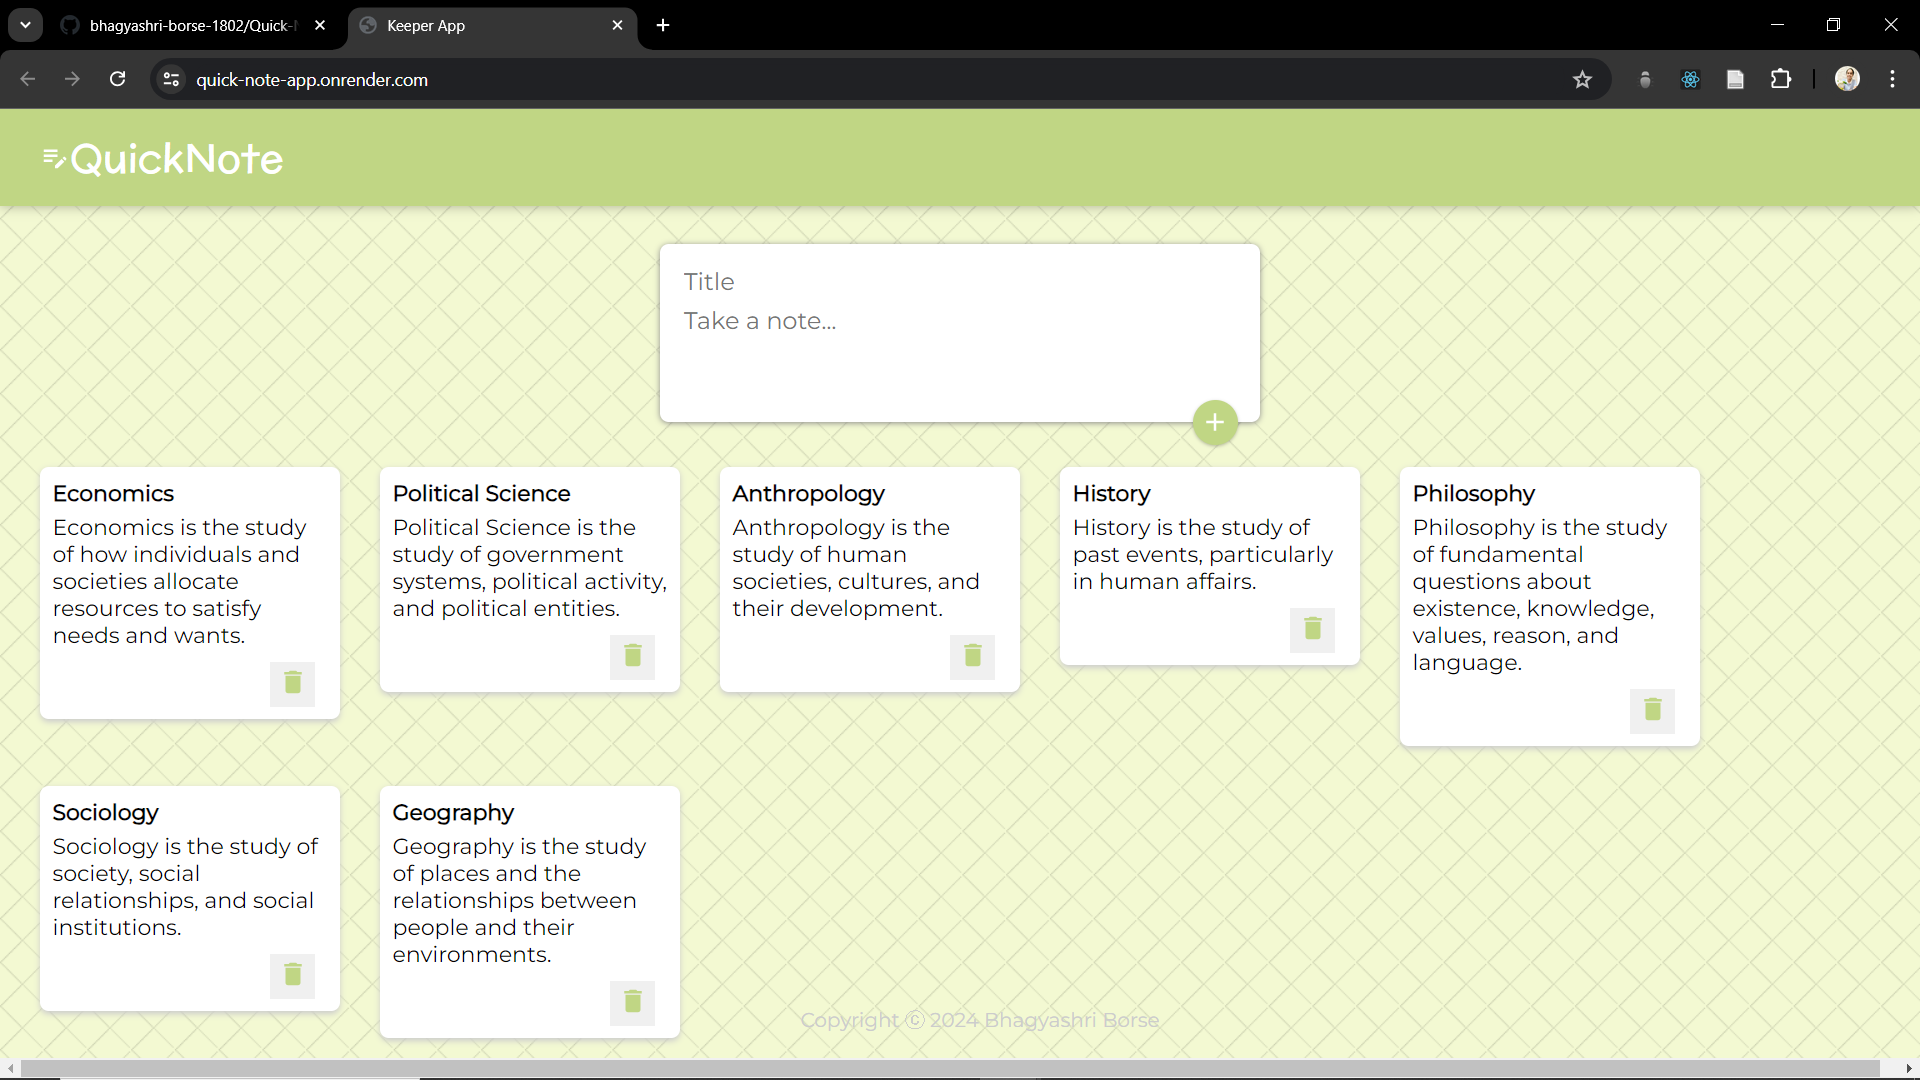 bhagyashri-borse-1802/Quick-N
Keeper App
quick-note-app.onrender.com
QuickNote
Title
Take a note...
Economics
Economics is the study
of how individuals and
societies allocate
resources to satisfy
needs and wants.
Political Science
Political Science is the
study of government
systems, political activity,
and political entities.
Anthropology
Anthropology is the
study of human
societies, cultures, and
their development.
History
History is the study of
past events, particularly
in human affairs.
Philosophy
Philosophy is the study
of fundamental
questions about
existence, knowledge,
values, reason, and
language.
Sociology
Sociology is the study of
society, social
relationships, and social
institutions.
Geography
Geography is the study
of places and the
relationships between
people and their
environments.
Copyright ⓒ 2024 Bhagyashri Borse